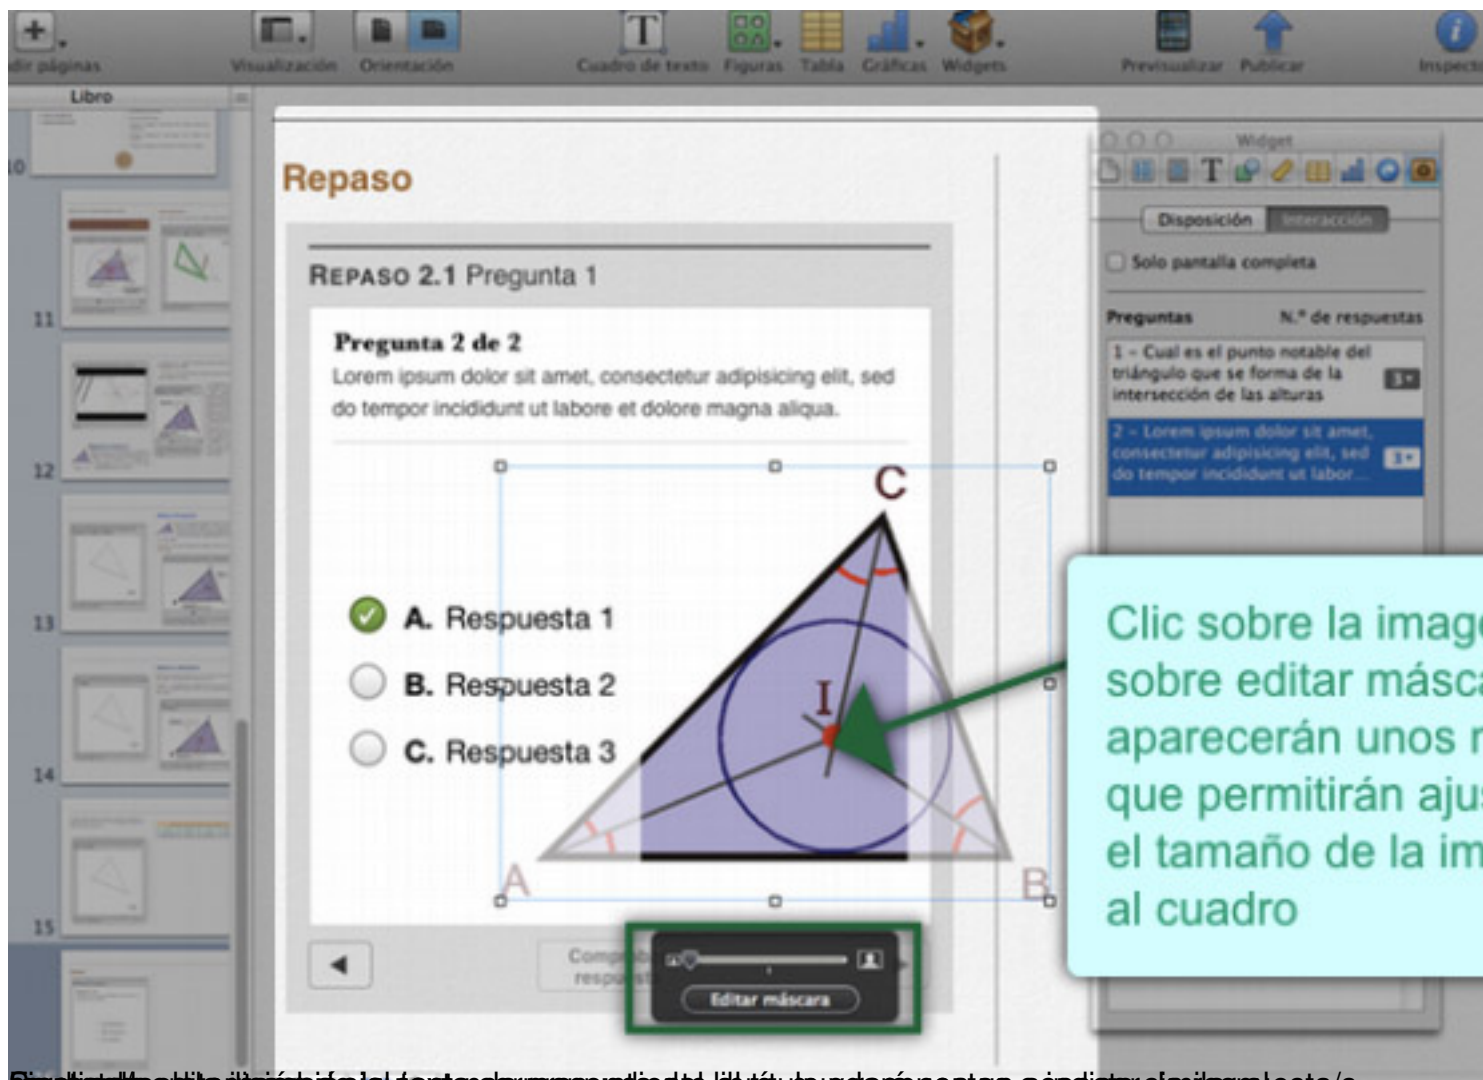 dir páginas
Visualización
Orientación
Cuadro de texto
Figuras
Tabla
Gráficas
Widgets
Previsualizar
Publicar
Libro
10
11
12
13
14
15
Repaso
REPASO 2.1 Pregunta 1
Pregunta 2 de 2
Lorem ipsum dolor sit amet, consectetur adipisicing elit, sed
do tempor incididunt ut labore et dolore magna aliqua.
C
I
A
B
A. Respuesta 1
B. Respuesta 2
C. Respuesta 3
Editar máscara
Widget
Disposición
Interacción
Solo pantalla completa
Preguntas
N.º de respuestas
1 - Cual es el punto notable del
triángulo que se forma de la
intersección de las alturas
3
2 - Lorem ipsum dolor sit amet,
consectetur adipisicing elit, sed
do tempor incididunt ut labor...
3
Clic sobre la
sobre editar
aparecerán unos
que permitirán
el tamaño de la
al cuadro